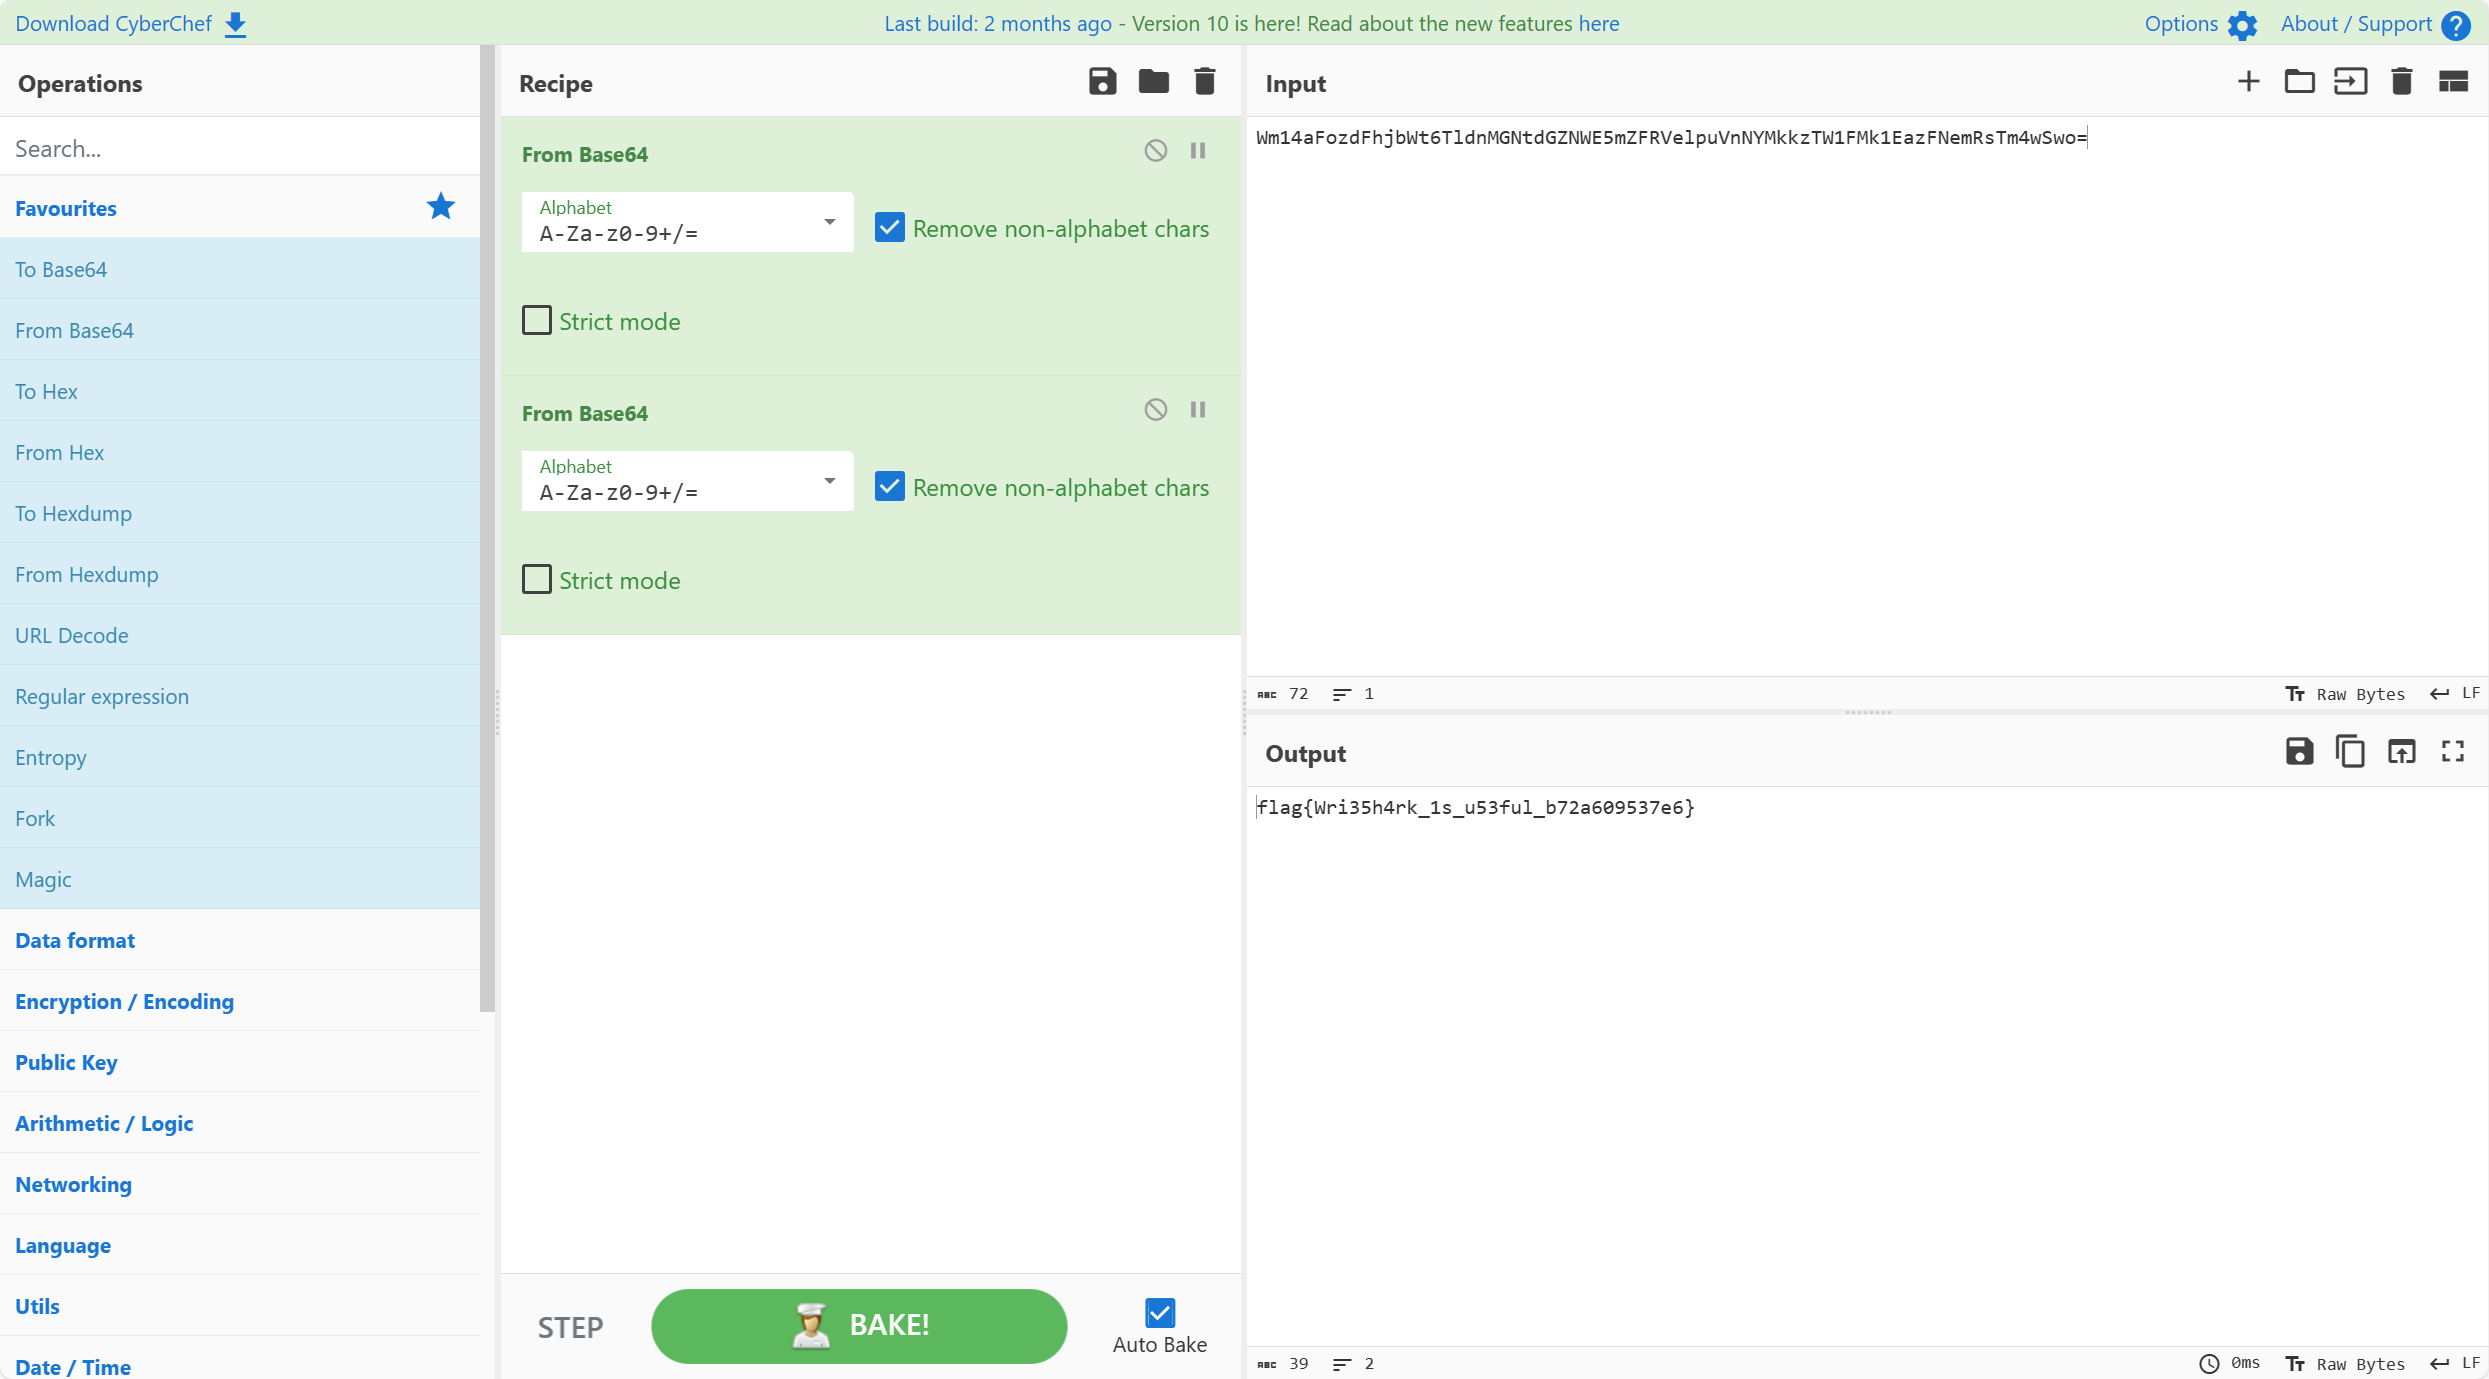 Download CyberChef
Last build: 2 months ago - Version 10 is here! Read about the new features here
Options
About / Support
Operations
Search...
Favourites
To Base64
From Base64
To Hex
From Hex
To Hexdump
From Hexdump
URL Decode
Regular expression
Entropy
Fork
Magic
Data format
Encryption / Encoding
Public Key
Arithmetic / Logic
Networking
Language
Utils
Date / Time
Recipe
From Base64
Alphabet
A-Za-z0-9+/=
Remove non-alphabet chars
Strict mode
From Base64
Alphabet
A-Za-z0-9+/=
Remove non-alphabet chars
Strict mode
STEP
BAKE!
Auto Bake
Input
Wm14aFozdFhjbWt6TldnMGNtdGZNWE5mZFRVelpuVnNYMkkzTW1FMk1EazFNemRsTm4wSwo=
ABC 72 1
Raw Bytes LF
Output
flag{Wri35h4rk_1s_u53ful_b72a609537e6}
ABC 39 2
0ms Raw Bytes LF